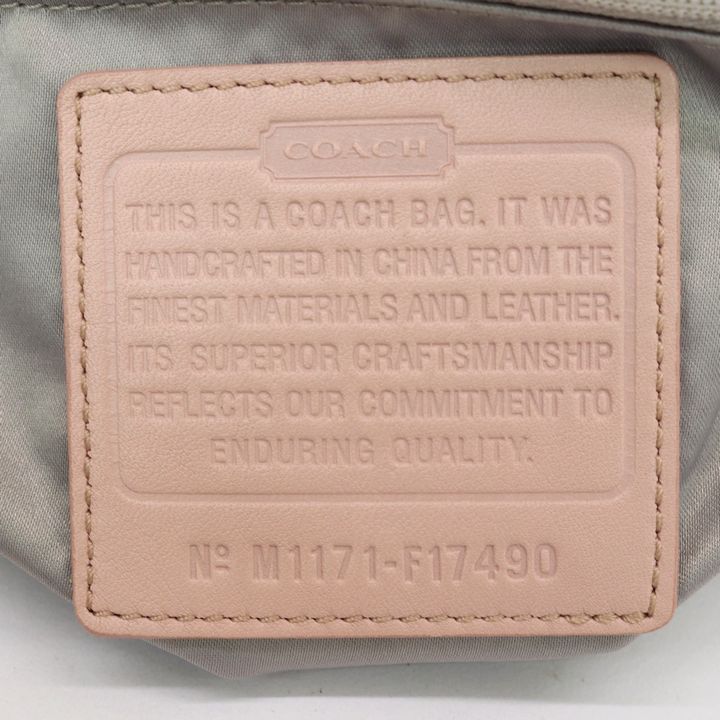 COACH
THIS IS A COACH BAG. IT WAS
HANDCRAFTED IN CHINA FROM THE
FINEST MATERIALS AND LEATHER.
ITS SUPERIOR CRAFTSMANSHIP
REFLECTS OUR COMMITMENT TO
ENDURING QUALITY.
Nº M1171-F17490